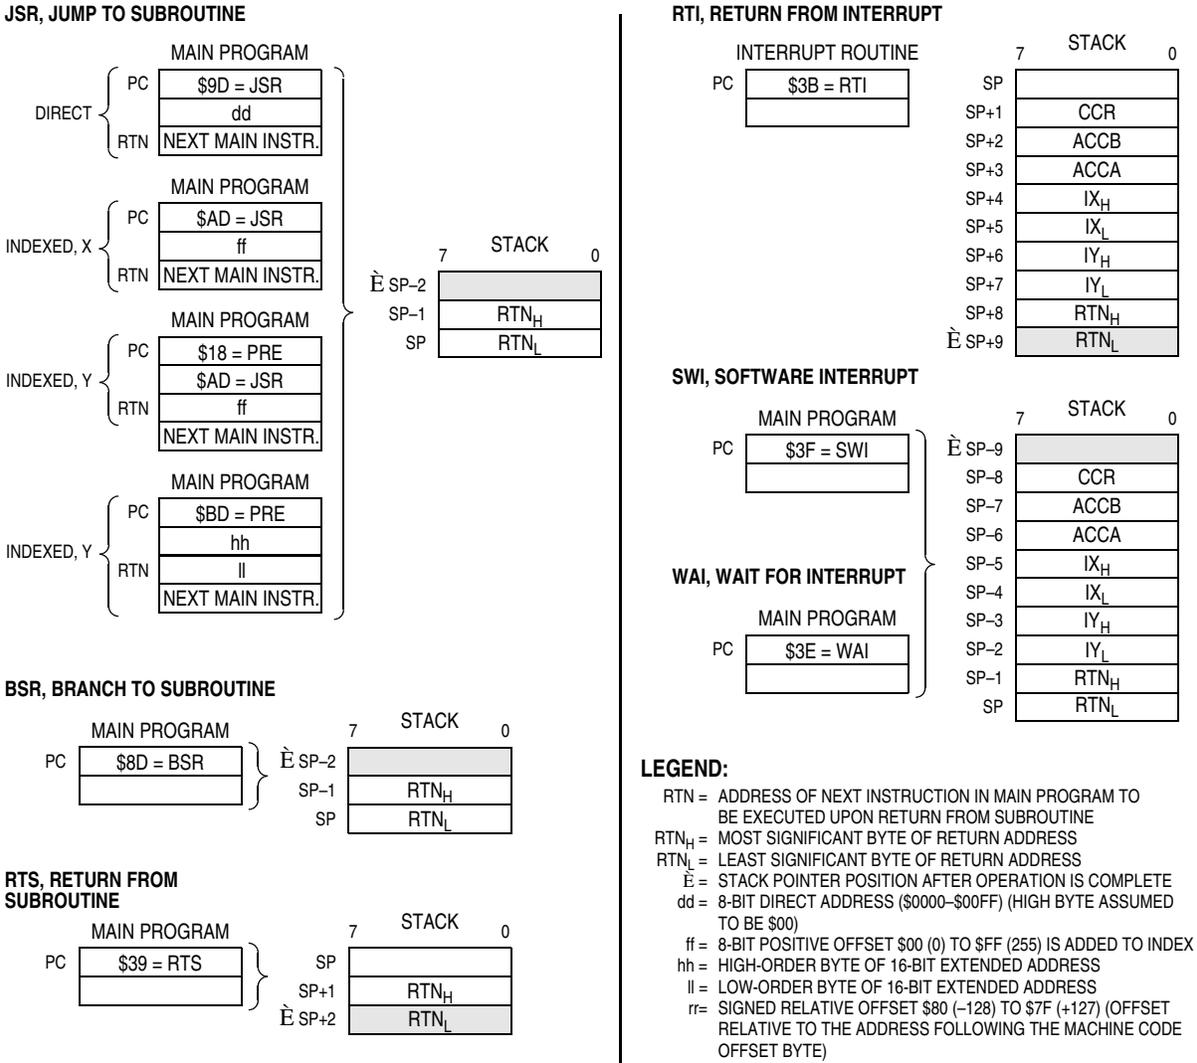 JSR, JUMP TO SUBROUTINE
MAIN PROGRAM
PC $9D = JSR
DIRECT dd
RTN NEXT MAIN INSTR.
MAIN PROGRAM
PC $AD = JSR
INDEXED, X ff
RTN NEXT MAIN INSTR.
MAIN PROGRAM
PC $18 = PRE
INDEXED, Y $AD = JSR
RTN ff
NEXT MAIN INSTR.
MAIN PROGRAM
PC $BD = PRE
hh
INDEXED, Y
RTN ll
NEXT MAIN INSTR.
7 STACK 0
È SP–2
SP–1 RTNH
SP RTNL
BSR, BRANCH TO SUBROUTINE
MAIN PROGRAM
PC $8D = BSR
7 STACK 0
È SP–2
SP–1 RTNH
SP RTNL
RTS, RETURN FROM
SUBROUTINE
MAIN PROGRAM
PC $39 = RTS
7 STACK 0
SP
SP+1 RTNH
È SP+2 RTNL
RTI, RETURN FROM INTERRUPT
INTERRUPT ROUTINE
PC $3B = RTI
7 STACK 0
SP
SP+1 CCR
SP+2 ACCB
SP+3 ACCA
SP+4 IXH
SP+5 IXL
SP+6 IYH
SP+7 IYL
SP+8 RTNH
È SP+9 RTNL
SWI, SOFTWARE INTERRUPT
MAIN PROGRAM
PC $3F = SWI
WAI, WAIT FOR INTERRUPT
MAIN PROGRAM
PC $3E = WAI
7 STACK 0
È SP–9
SP–8 CCR
SP–7 ACCB
SP–6 ACCA
SP–5 IXH
SP–4 IXL
SP–3 IYH
SP–2 IYL
SP–1 RTNH
SP RTNL
LEGEND:
RTN = ADDRESS OF NEXT INSTRUCTION IN MAIN PROGRAM TO
BE EXECUTED UPON RETURN FROM SUBROUTINE
RTNH = MOST SIGNIFICANT BYTE OF RETURN ADDRESS
RTNL = LEAST SIGNIFICANT BYTE OF RETURN ADDRESS
È = STACK POINTER POSITION AFTER OPERATION IS COMPLETE
dd = 8-BIT DIRECT ADDRESS ($0000–$00FF) (HIGH BYTE ASSUMED
TO BE $00)
ff = 8-BIT POSITIVE OFFSET $00 (0) TO $FF (255) IS ADDED TO INDEX
hh = HIGH-ORDER BYTE OF 16-BIT EXTENDED ADDRESS
ll = LOW-ORDER BYTE OF 16-BIT EXTENDED ADDRESS
rr= SIGNED RELATIVE OFFSET $80 (–128) TO $7F (+127) (OFFSET
RELATIVE TO THE ADDRESS FOLLOWING THE MACHINE CODE
OFFSET BYTE)